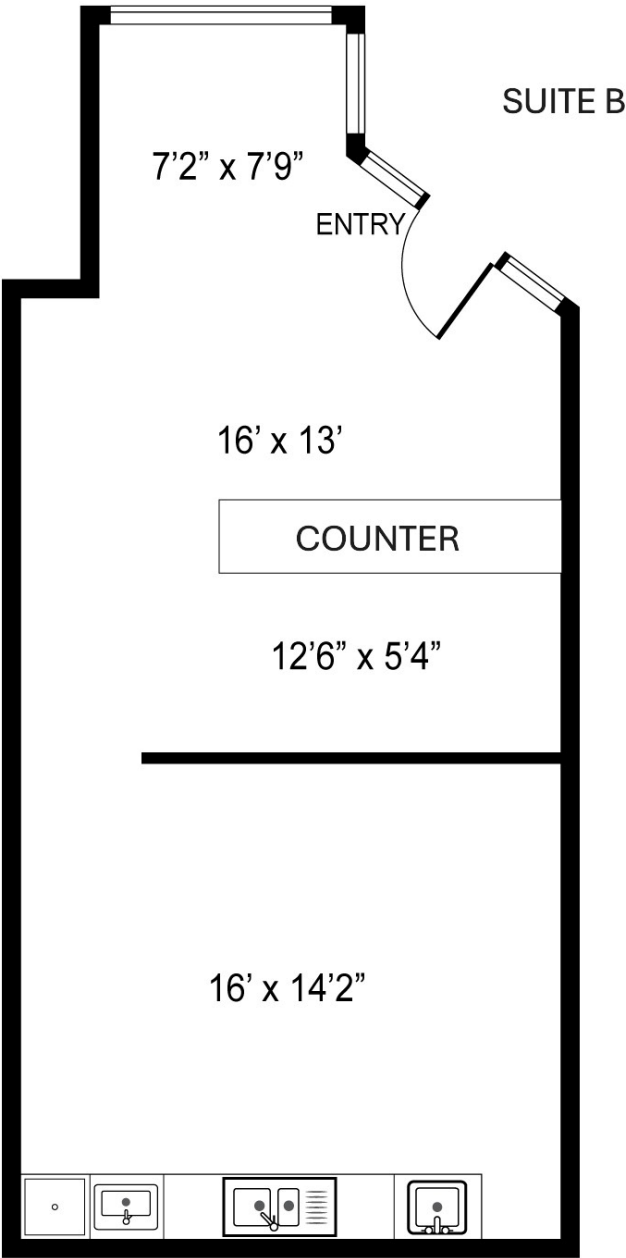 SUITE B
7’2” x 7’9”
ENTRY
16’ x 13’
COUNTER
12’6” x 5’4”
16’ x 14’2”